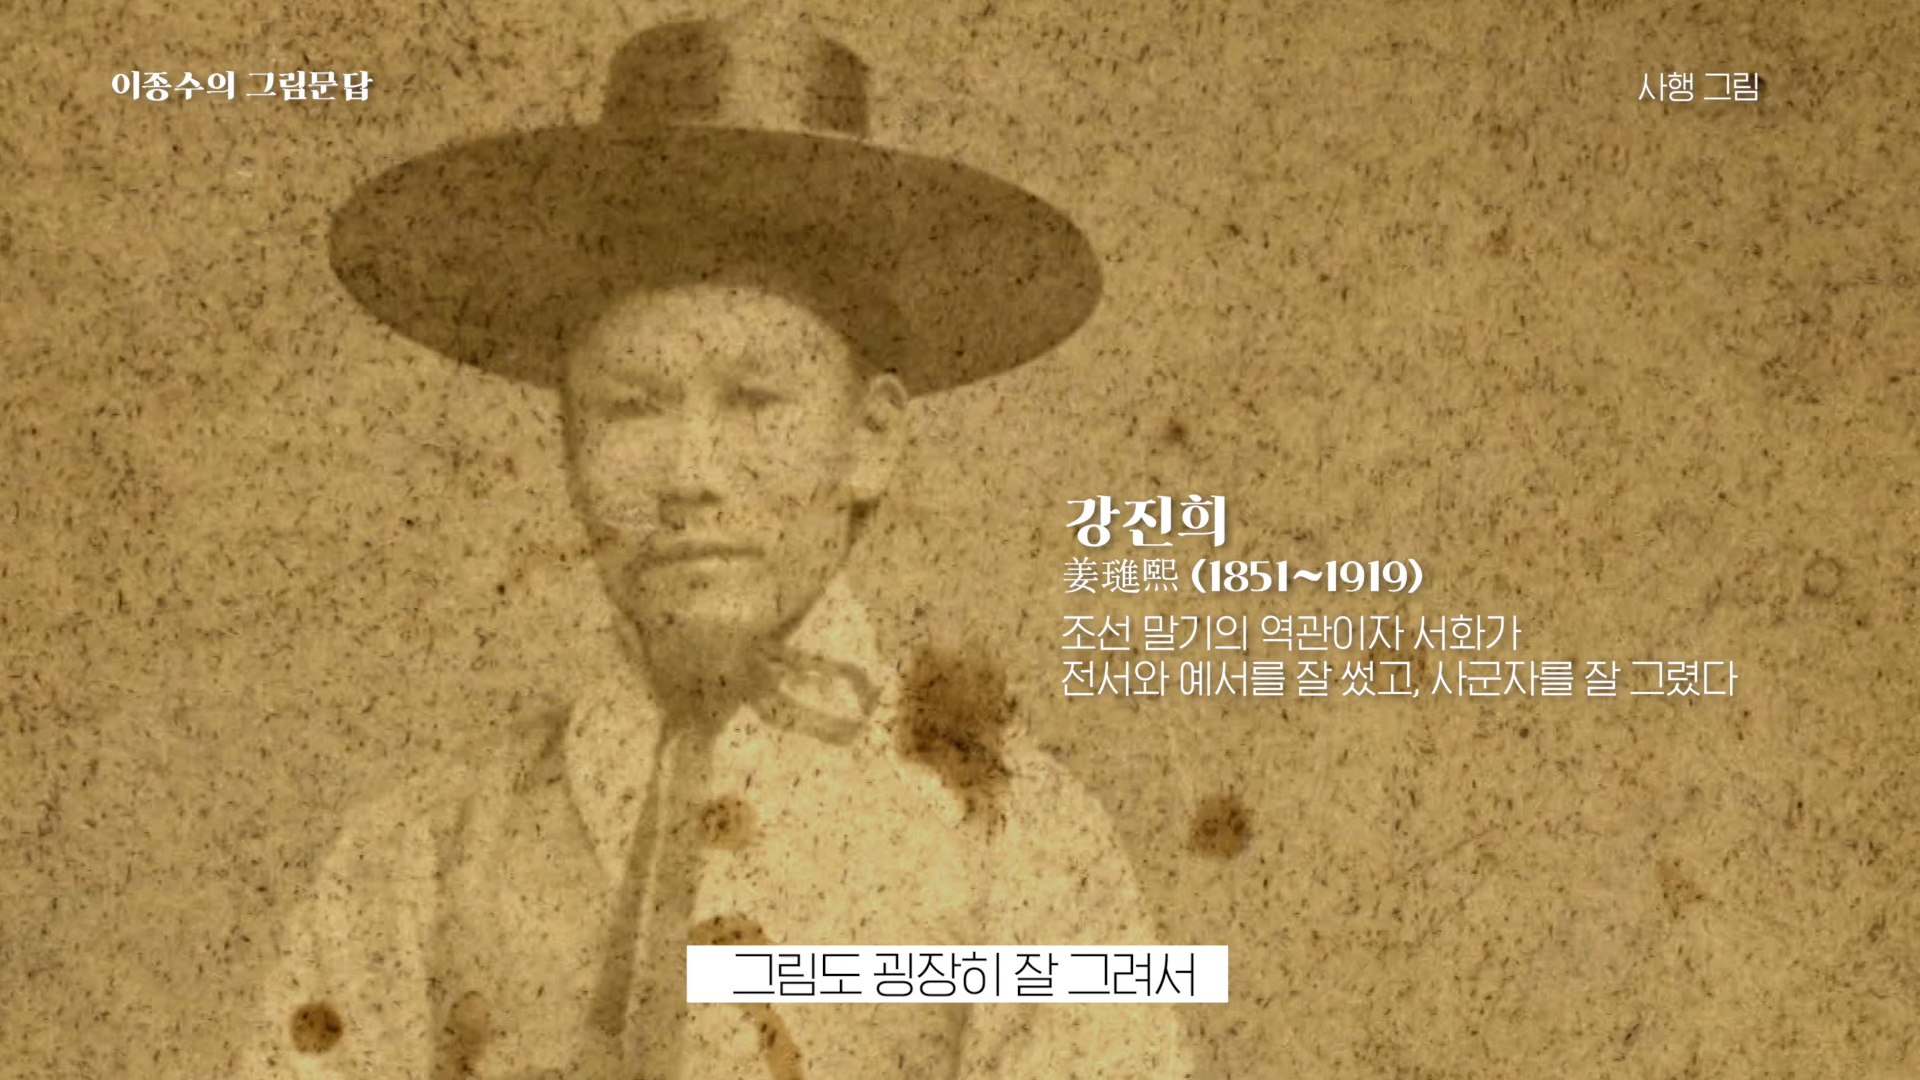 이종수의 그림문답
사행 그림
강진희
姜璡熙 (1851~1919)
조선 말기의 역관이자 서화가
전서와 예서를 잘 썼고, 사군자를 잘 그렸다
그림도 굉장히 잘 그려서